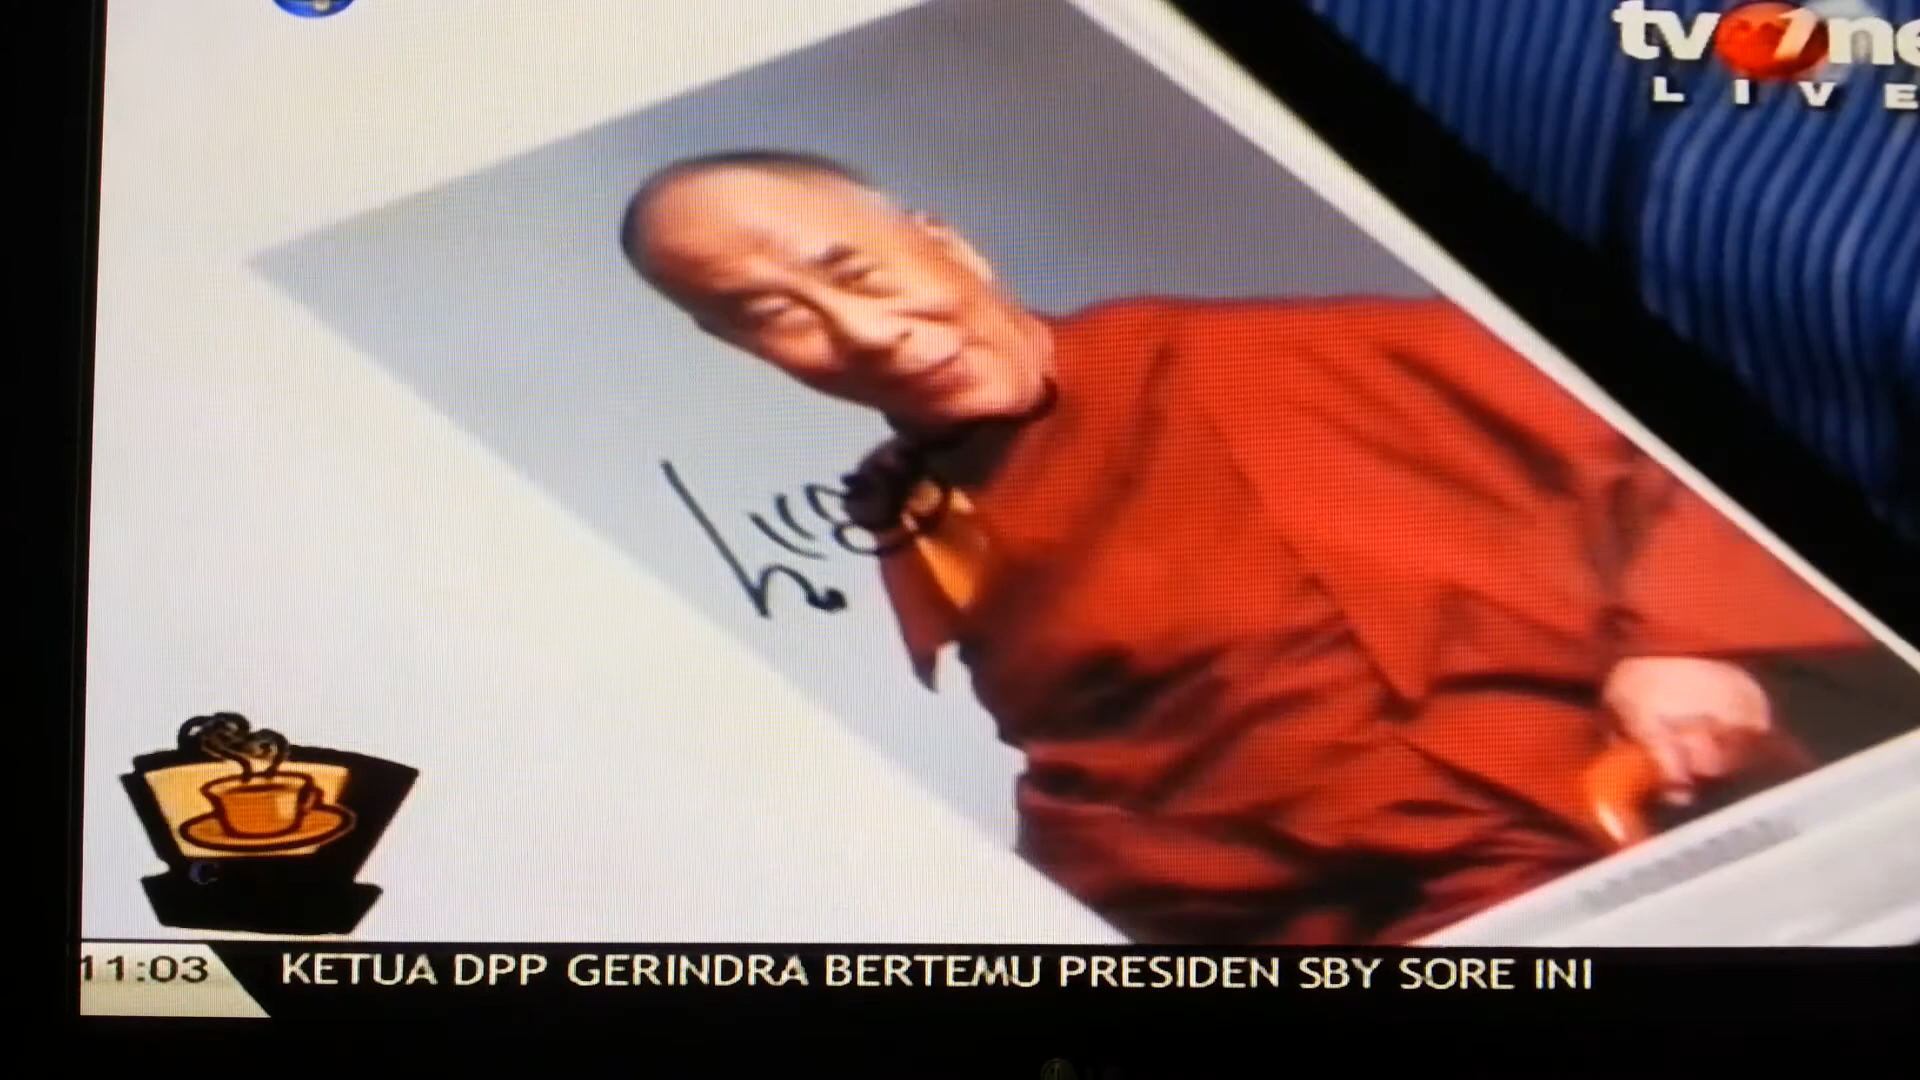 tvOne
LIVE
11:03
KETUA DPP GERINDRA BERTEMU PRESIDEN SBY SORE INI